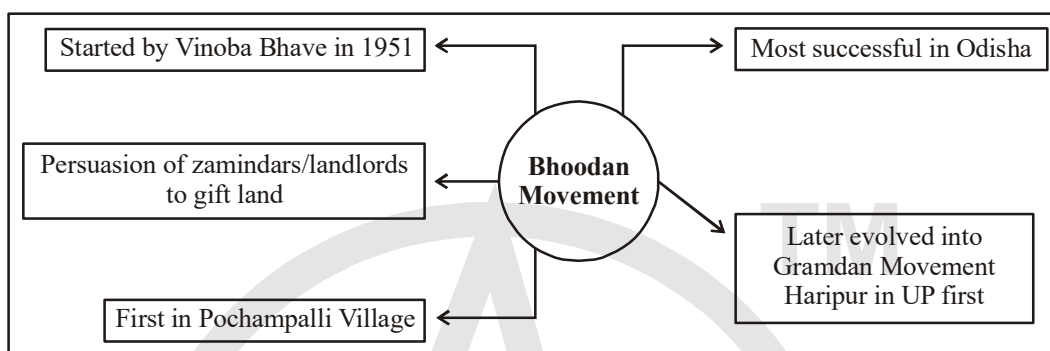 Started by Vinoba Bhave in 1951
Most successful in Odisha
Persuasion of zamindars/landlords
to gift land
Bhoodan
Movement
Later evolved into
Gramdan Movement
Haripur in UP first
First in Pochampalli Village
TM